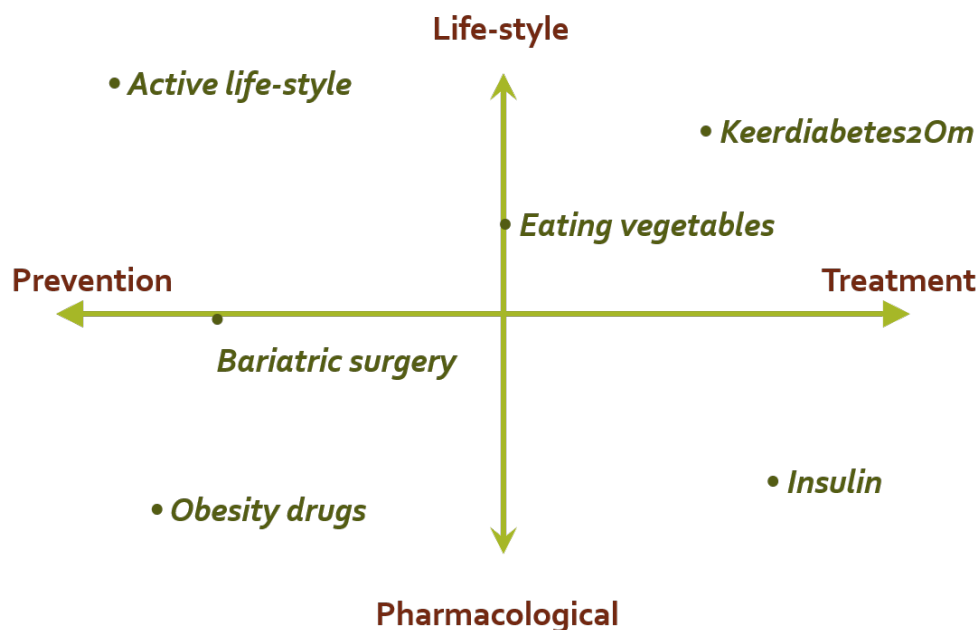 Life-style
• Active life-style
• Keerdiabetes2Om
• Eating vegetables
Prevention
Treatment
• Bariatric surgery
• Insulin
• Obesity drugs
Pharmacological